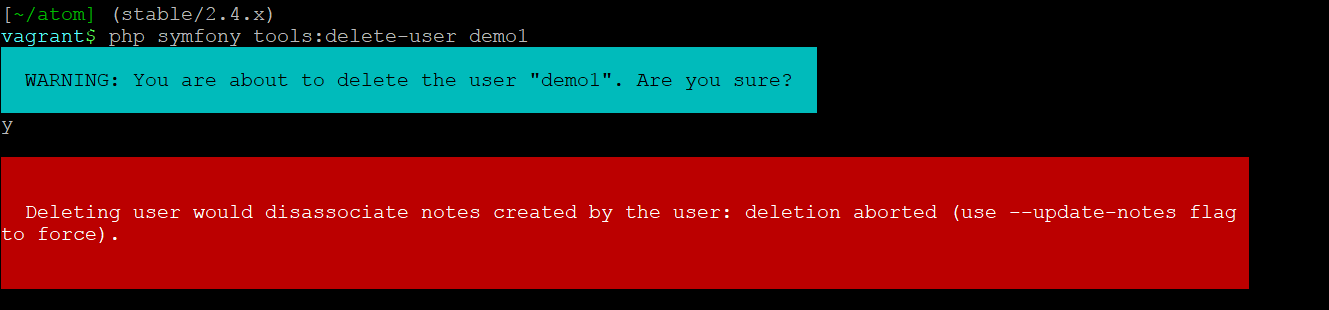 [~/atom] (stable/2.4.x)
vagrant$ php symfony tools:delete-user demo1
WARNING: You are about to delete the user "demo1". Are you sure?
y
Deleting user would disassociate notes created by the user: deletion aborted (use --update-notes flag
to force).